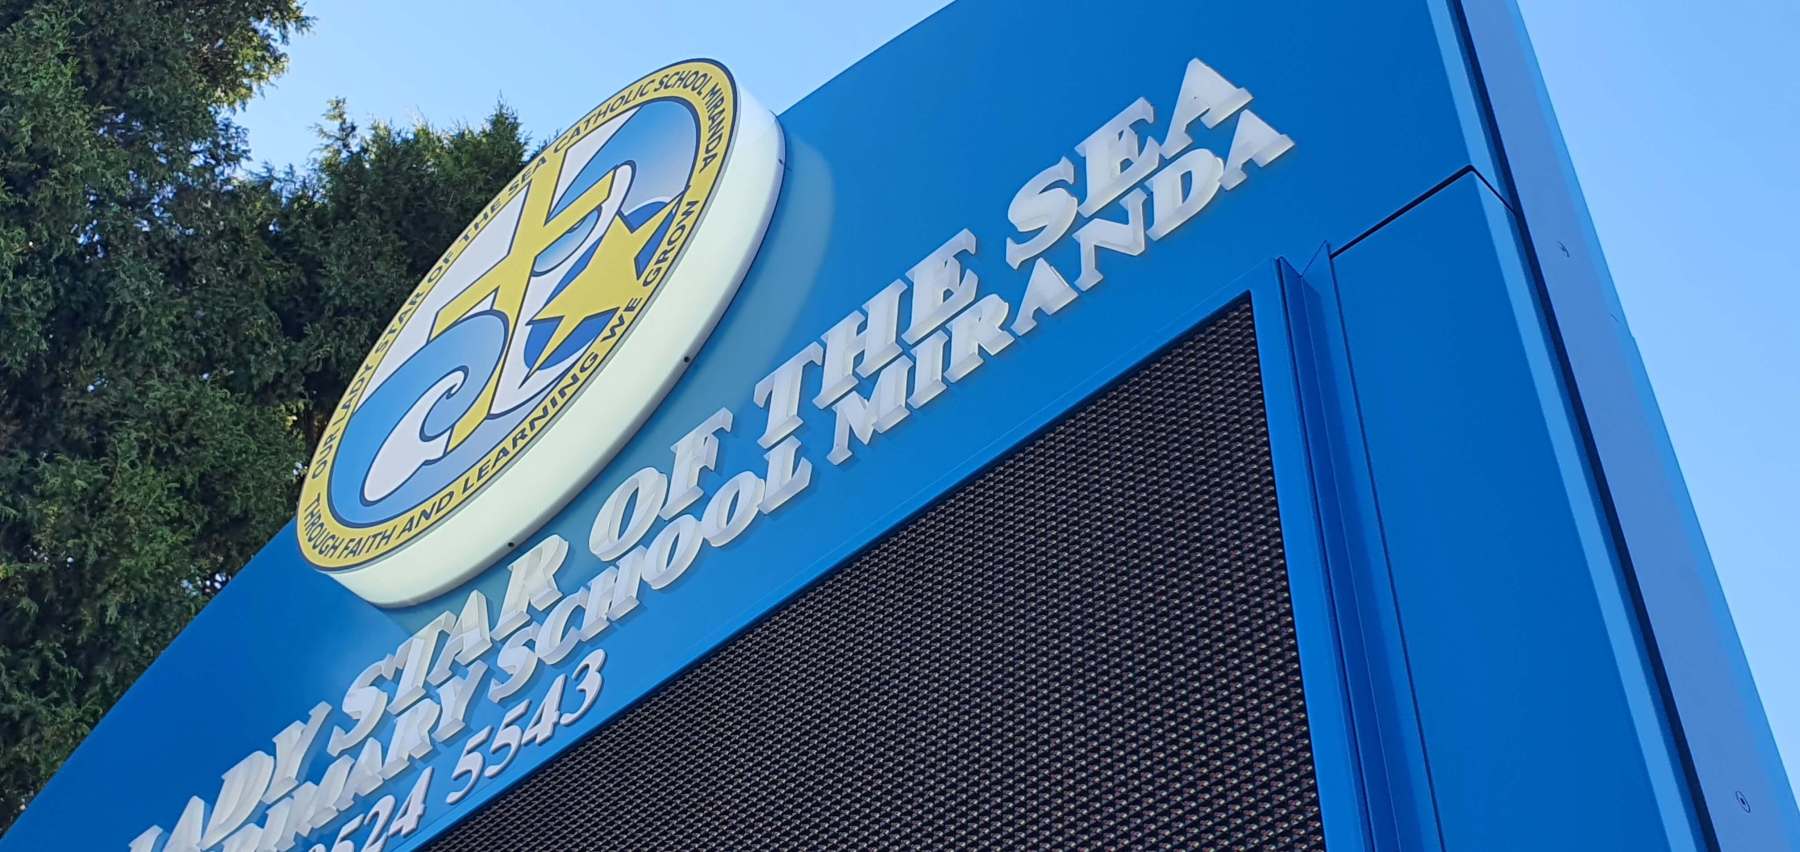 OUR LADY STAR OF THE SEA CATHOLIC SCHOOL MIRANDA
THROUGH FAITH AND LEARNING WE GROW
LADY STAR OF THE SEA
PRIMARY SCHOOL MIRANDA
9524 5543